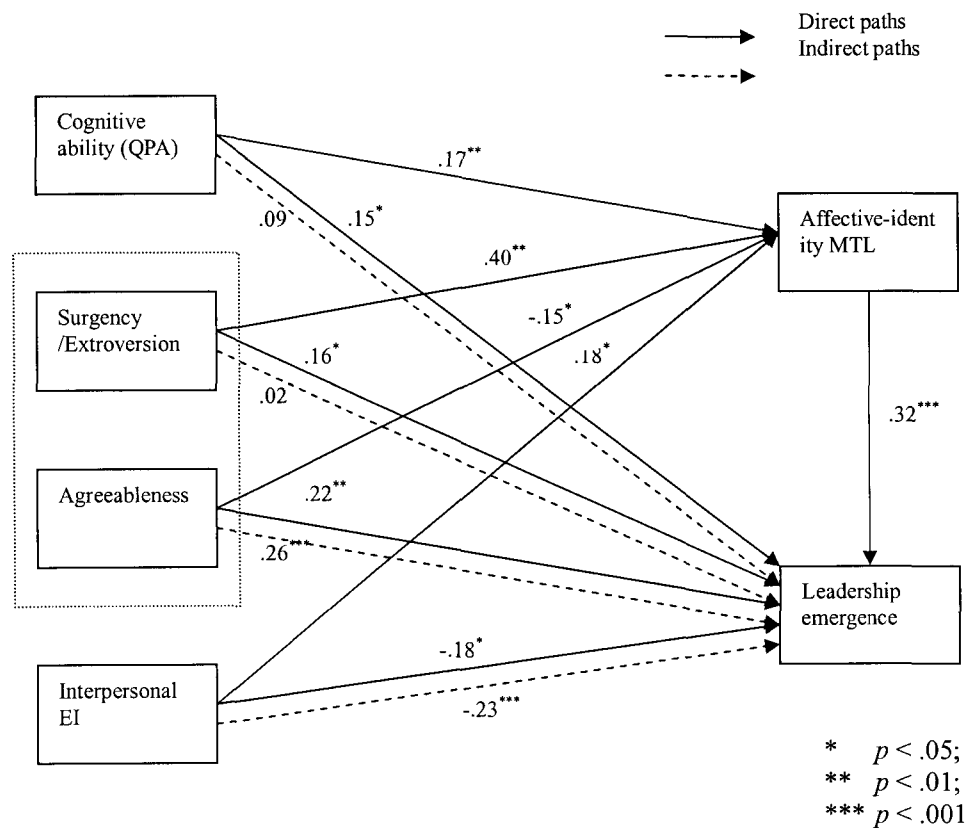 Direct paths
Indirect paths
Cognitive
ability (QPA)
.17**
.09
.15*
Affective-ident
ity MTL
.40**
Surgency
/Extroversion
-.15*
.16*
.18*
.02
.32***
Agreeableness
.22**
.26***
Leadership
emergence
-.18*
Interpersonal
EI
-.23***
* p < .05;
** p < .01;
*** p < .001